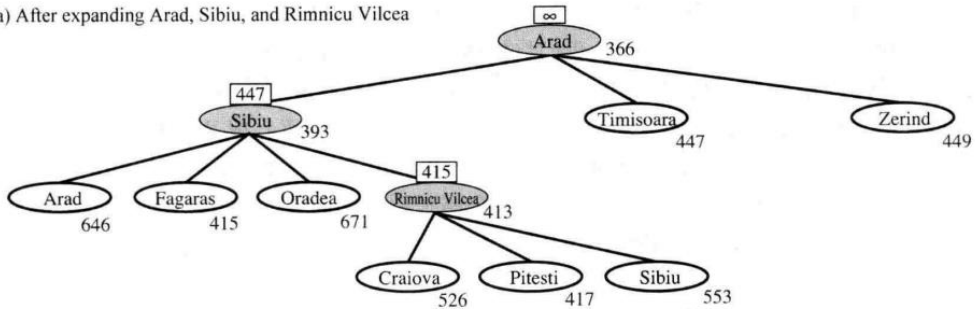 a) After expanding Arad, Sibiu, and Rimnicu Vilcea
∞
Arad 366
447
Sibiu 393
Timisoara 447
Zerind 449
Arad 646
Fagaras 415
Oradea 671
415
Rimnicu Vilcea 413
Craiova 526
Pitesti 417
Sibiu 553